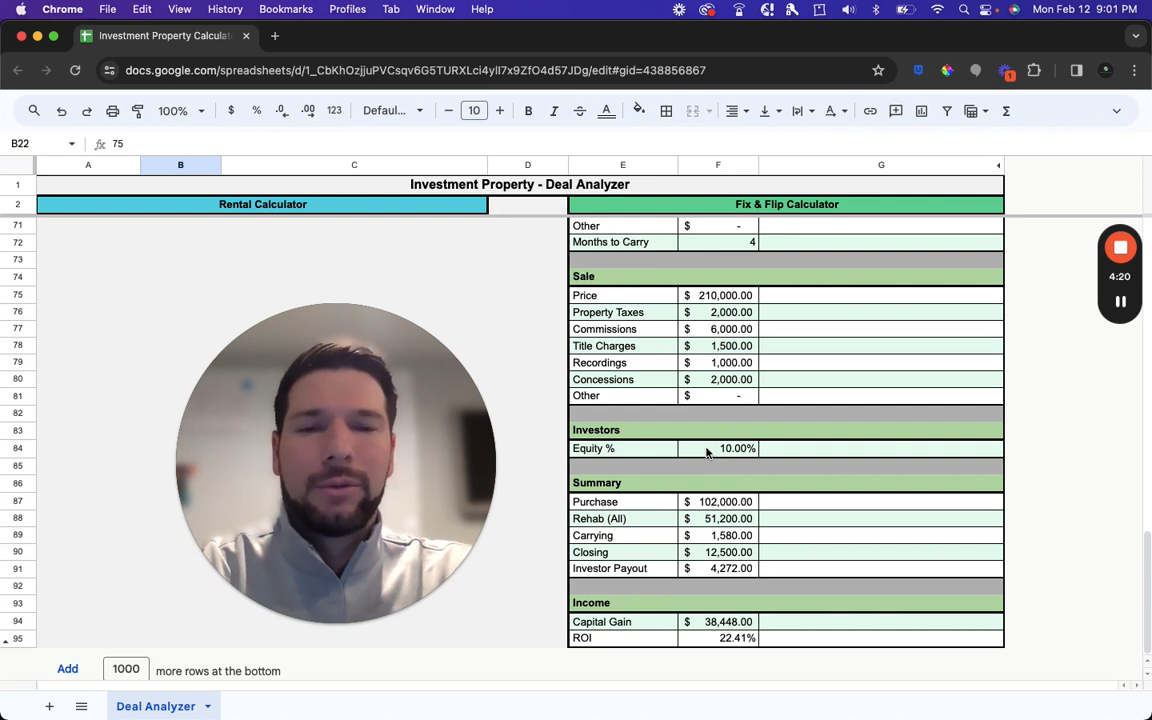 Chrome File Edit View History Bookmarks Profiles Tab Window Help Mon Feb 12 9:01 PM
Investment Property Calcula
docs.google.com/spreadsheets/d/1_CbKhOzjjuPVCsqv6G5TURXLci4yIl7x9ZfO4d57JDg/edit#gid=438856867
1
100% $ % .0 .00 123 Defaul... 10 B I A
B22 fx 75
A B C D E F G
1 Investment Property - Deal Analyzer
2 Rental Calculator Fix & Flip Calculator
71 Other $ -
72 Months to Carry 4
73
74 Sale
75 Price $ 210,000.00
76 Property Taxes $ 2,000.00
77 Commissions $ 6,000.00
78 Title Charges $ 1,500.00
79 Recordings $ 1,000.00
80 Concessions $ 2,000.00
81 Other $ -
82
83 Investors
84 Equity % 10.00%
85
86 Summary
87 Purchase $ 102,000.00
88 Rehab (All) $ 51,200.00
89 Carrying $ 1,580.00
90 Closing $ 12,500.00
91 Investor Payout $ 4,272.00
92
93 Income
94 Capital Gain $ 38,448.00
95 ROI 22.41%
4:20
Add 1000 more rows at the bottom
Deal Analyzer